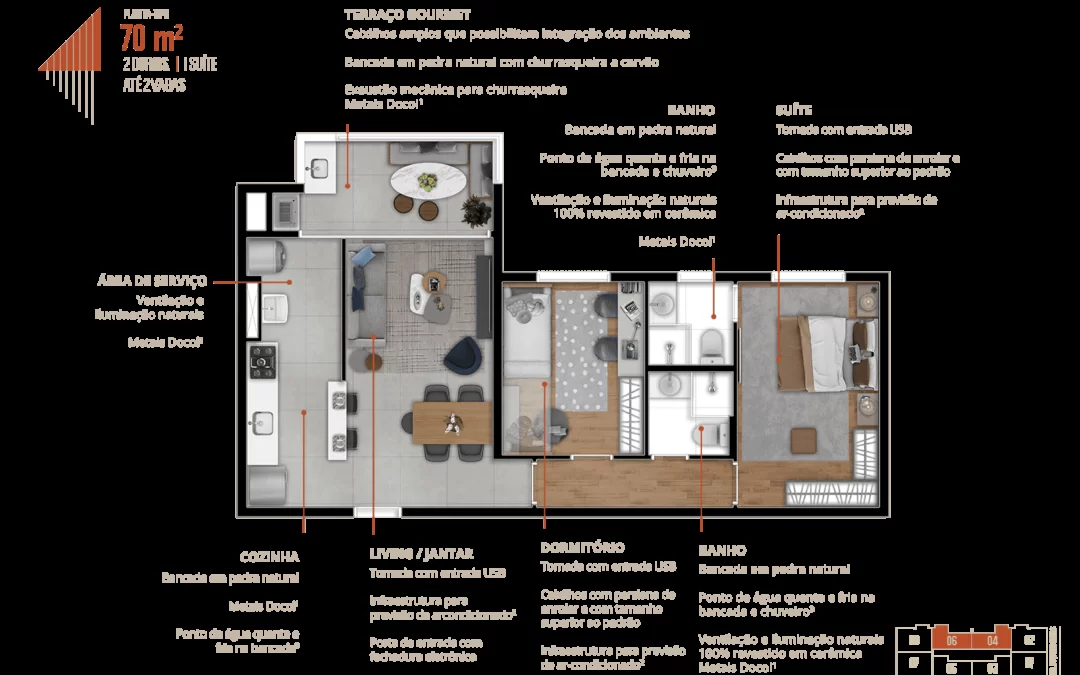 PLANTA-TIPO
70 m²
2 DORMS. | 1 SUÍTE
ATÉ 2 VAGAS
TERRAÇO GOURMET
Caixilhos amplos que possibilitam integração dos ambientes
Bancada em pedra natural com churrasqueira a carvão
Exaustão mecânica para churrasqueira
Metais Docol¹
BANHO
Bancada em pedra natural
Ponto de água quente e fria na
bancada e chuveiro³
Ventilação e iluminação naturais
100% revestido em cerâmica
Metais Docol¹
SUÍTE
Tomada com entrada USB
Caixilhos com persiana de enrolar e
com tamanho superior ao padrão
Infraestrutura para previsão de
ar-condicionado²
ÁREA DE SERVIÇO
Ventilação e
iluminação naturais
Metais Docol¹
COZINHA
Bancada em pedra natural
Metais Docol¹
Ponto de água quente e
fria na bancada³
LIVING / JANTAR
Tomada com entrada USB
Infraestrutura para
previsão de ar-condicionado²
Porta de entrada com
fechadura eletrônica
DORMITÓRIO
Tomada com entrada USB
Caixilhos com persiana de
enrolar e com tamanho
superior ao padrão
Infraestrutura para previsão
de ar-condicionado²
BANHO
Bancada em pedra natural
Ponto de água quente e fria na
bancada e chuveiro³
Ventilação e iluminação naturais
100% revestido em cerâmica
Metais Docol¹
06 04 02